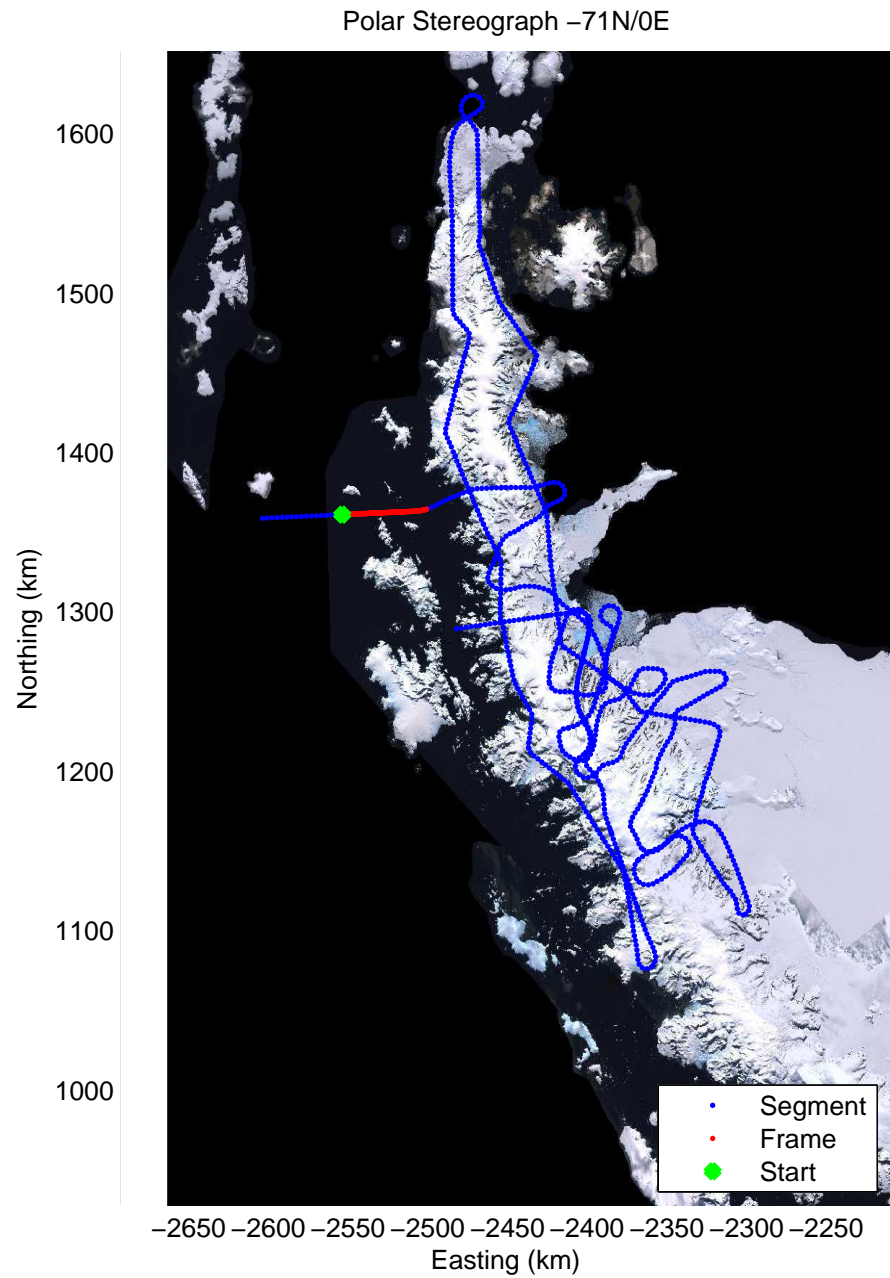 Polar Stereograph −71N/0E
1600
1500
1400
1300
1200
1100
1000
Northing (km)
Segment
Frame
Start
−2650 −2600 −2550 −2500 −2450 −2400 −2350 −2300 −2250
Easting (km)